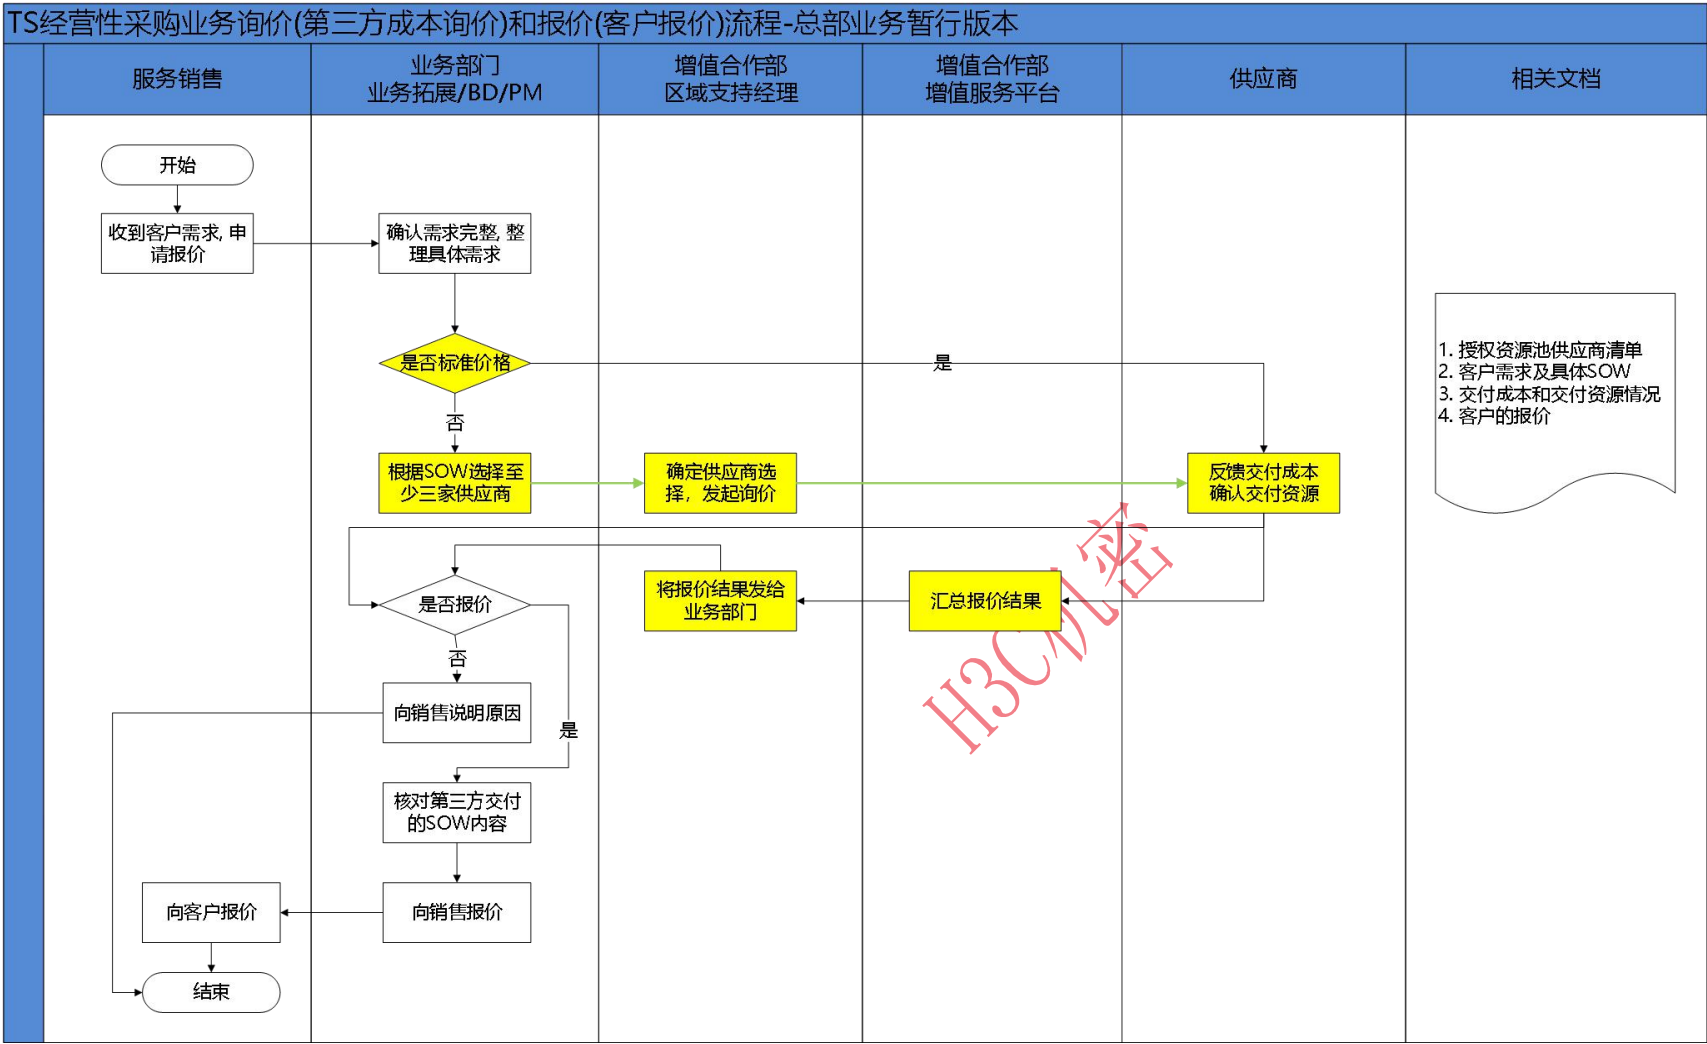 TS经营性采购业务询价(第三方成本询价)和报价(客户报价)流程-总部业务暂行版本
服务销售
业务部门
业务拓展/BD/PM
增值合作部
区域支持经理
增值合作部
增值服务平台
供应商
相关文档
开始
收到客户需求, 申
请报价
确认需求完整, 整
理具体需求
是否标准价格
是
否
1. 授权资源池供应商清单
2. 客户需求及具体SOW
3. 交付成本和交付资源情况
4. 客户的报价
根据SOW选择至
少三家供应商
确定供应商选
择，发起询价
反馈交付成本
确认交付资源
是否报价
将报价结果发给
业务部门
汇总报价结果
H3C机密
否
向销售说明原因
是
核对第三方交付
的SOW内容
向客户报价
向销售报价
结束